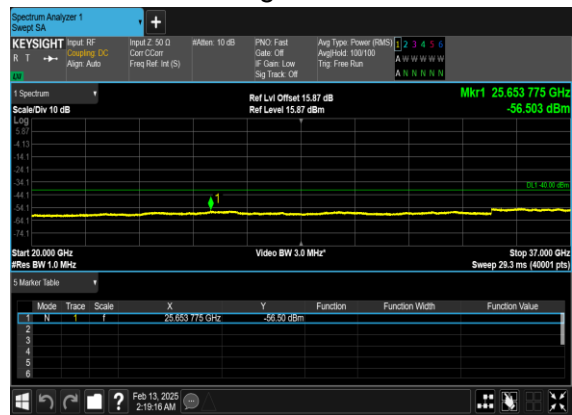 Spectrum Analyzer 1
Swept SA
+
KEYSIGHT Input: RF Input Z: 50 Ω #Atten: 10 dB PNO: Fast Avg Type: Power (RMS) 1 2 3 4 5 6
R T Coupling: DC Corr CCorr Gate: Off Avg|Hold: 100/100 A W W W W W
Align: Auto Freq Ref: Int (S) IF Gain: Low Trig: Free Run
Sig Track: Off A N N N N N
LW
1 Spectrum Ref Lvl Offset 15.87 dB Mkr1 25.653 775 GHz
Scale/Div 10 dB Ref Level 15.87 dBm -56.503 dBm
Log
5.87
-4.13
-14.1
-24.1
-34.1 DL1 -40.00 dBm
-44.1
-54.1 1
-64.1
-74.1
Start 20.000 GHz Video BW 3.0 MHz* Stop 37.000 GHz
#Res BW 1.0 MHz Sweep 29.3 ms (40001 pts)
5 Marker Table
Mode Trace Scale X Y Function Function Width Function Value
1 N 1 f 25.653 775 GHz -56.50 dBm
2
3
4
5
6
? Feb 13, 2025
2:19:16 AM